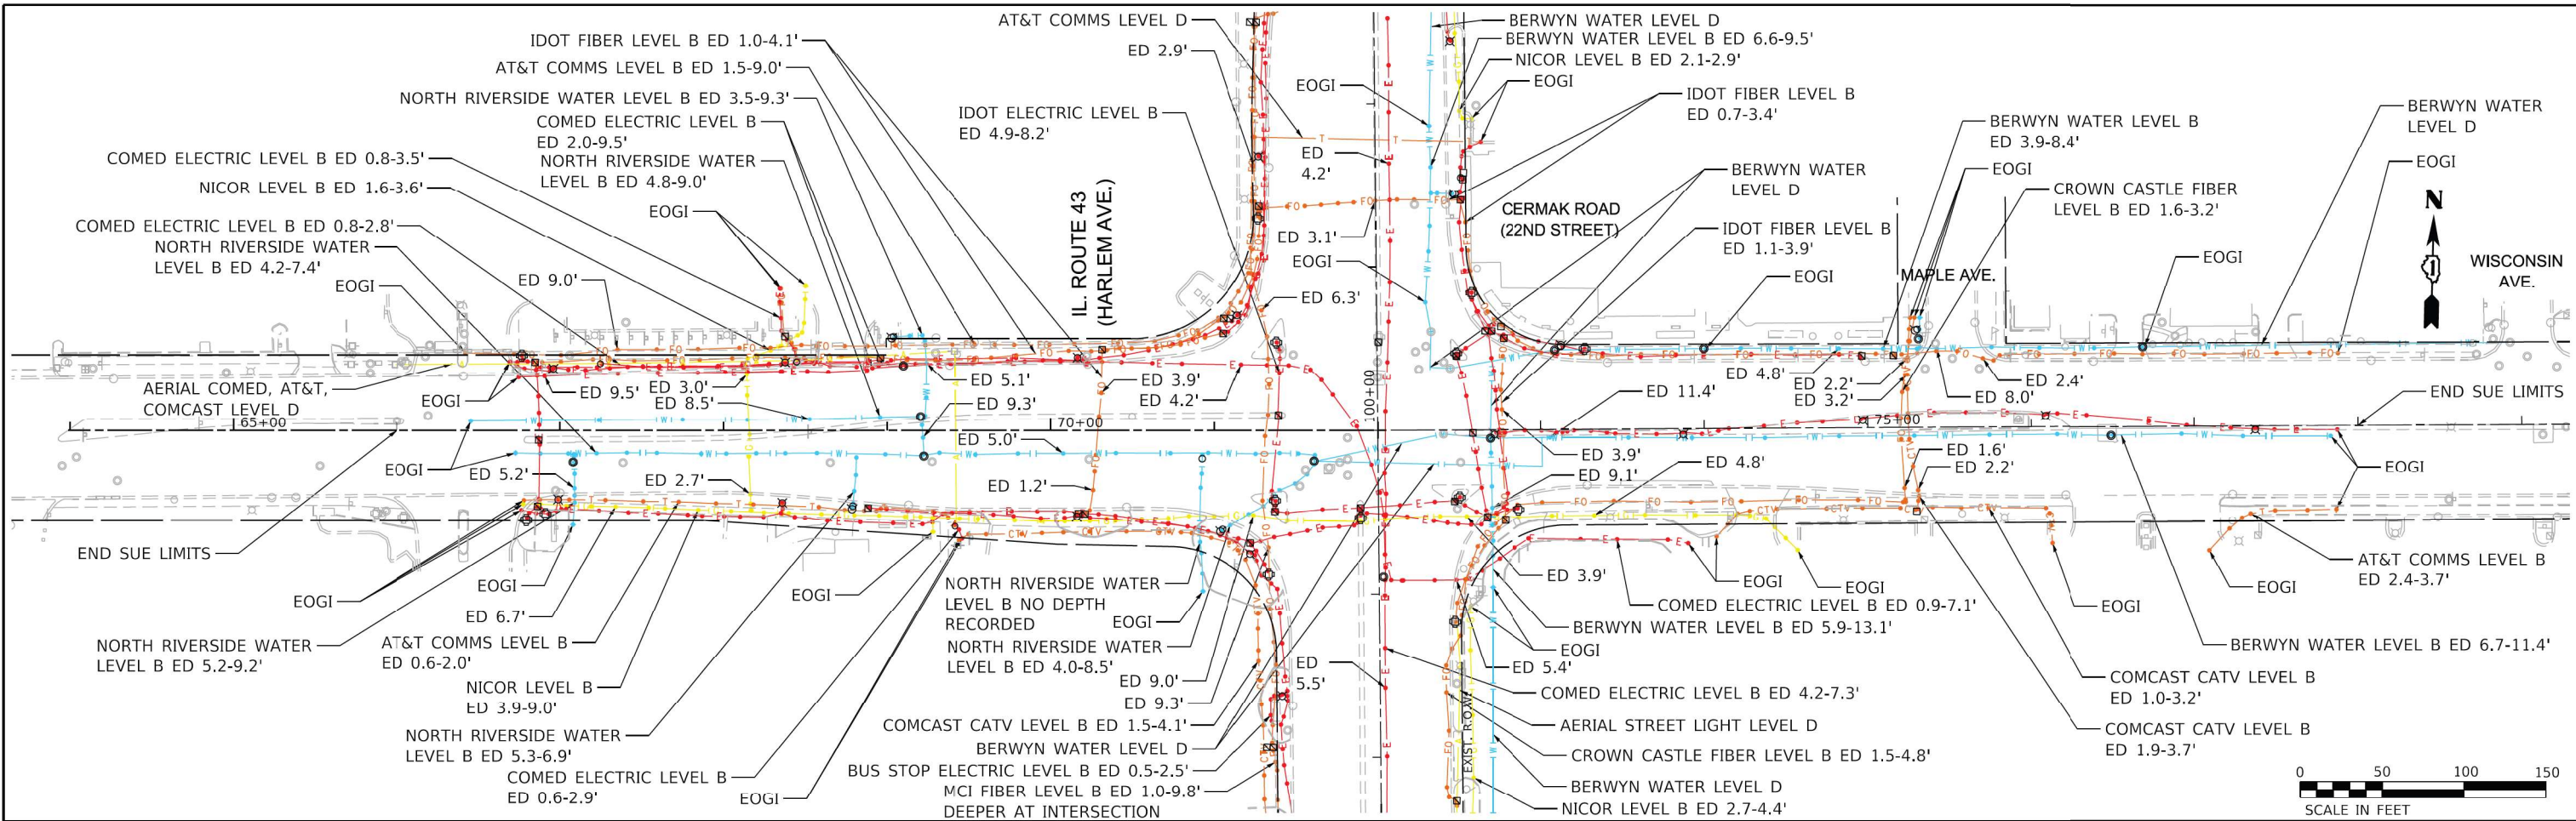 AT&T COMMS LEVEL D
ED 2.9'
IDOT FIBER LEVEL B ED 1.0-4.1'
AT&T COMMS LEVEL B ED 1.5-9.0'
NORTH RIVERSIDE WATER LEVEL B ED 3.5-9.3'
COMED ELECTRIC LEVEL B
ED 2.0-9.5'
NORTH RIVERSIDE WATER
LEVEL B ED 4.8-9.0'
COMED ELECTRIC LEVEL B ED 0.8-3.5'
NICOR LEVEL B ED 1.6-3.6'
EOGI
COMED ELECTRIC LEVEL B ED 0.8-2.8'
NORTH RIVERSIDE WATER
LEVEL B ED 4.2-7.4'
EOGI
ED 9.0'
IL. ROUTE 43
(HARLEM AVE.)
IDOT ELECTRIC LEVEL B
ED 4.9-8.2'
EOGI
ED
4.2'
ED 3.1'
EOGI
ED 6.3'
BERWYN WATER LEVEL D
BERWYN WATER LEVEL B ED 6.6-9.5'
NICOR LEVEL B ED 2.1-2.9'
EOGI
IDOT FIBER LEVEL B
ED 0.7-3.4'
BERWYN WATER
LEVEL D
CERMAK ROAD
(22ND STREET)
IDOT FIBER LEVEL B
ED 1.1-3.9'
EOGI
BERWYN WATER LEVEL B
ED 3.9-8.4'
EOGI
CROWN CASTLE FIBER
LEVEL B ED 1.6-3.2'
BERWYN WATER
LEVEL D
EOGI
N
1
MAPLE AVE.
EOGI
WISCONSIN
AVE.
AERIAL COMED, AT&T,
COMCAST LEVEL D
EOGI
ED 9.5'
ED 3.0'
ED 8.5'
ED 5.1'
ED 9.3'
ED 3.9'
ED 4.2'
100+00
ED 11.4'
ED 4.8'
ED 2.2'
ED 3.2'
ED 2.4'
ED 8.0'
END SUE LIMITS
65+00
70+00
75+00
EOGI
ED 5.2'
ED 2.7'
ED 5.0'
ED 1.2'
ED 3.9'
ED 9.1'
ED 4.8'
ED 1.6'
ED 2.2'
EOGI
END SUE LIMITS
EOGI
EOGI
ED 6.7'
EOGI
NORTH RIVERSIDE WATER
LEVEL B ED 5.2-9.2'
AT&T COMMS LEVEL B
ED 0.6-2.0'
NICOR LEVEL B
ED 3.9-9.0'
NORTH RIVERSIDE WATER
LEVEL B ED 5.3-6.9'
COMED ELECTRIC LEVEL B
ED 0.6-2.9'
EOGI
NORTH RIVERSIDE WATER
LEVEL B NO DEPTH
RECORDED
EOGI
NORTH RIVERSIDE WATER
LEVEL B ED 4.0-8.5'
ED 9.0'
ED 9.3'
COMCAST CATV LEVEL B ED 1.5-4.1'
BERWYN WATER LEVEL D
BUS STOP ELECTRIC LEVEL B ED 0.5-2.5'
MCI FIBER LEVEL B ED 1.0-9.8'
DEEPER AT INTERSECTION
ED
5.5'
EXIST. R.O.W.
ED 3.9'
EOGI
EOGI
COMED ELECTRIC LEVEL B ED 0.9-7.1'
BERWYN WATER LEVEL B ED 5.9-13.1'
EOGI
ED 5.4'
COMED ELECTRIC LEVEL B ED 4.2-7.3'
AERIAL STREET LIGHT LEVEL D
CROWN CASTLE FIBER LEVEL B ED 1.5-4.8'
BERWYN WATER LEVEL D
NICOR LEVEL B ED 2.7-4.4'
EOGI
EOGI
AT&T COMMS LEVEL B
ED 2.4-3.7'
BERWYN WATER LEVEL B ED 6.7-11.4'
COMCAST CATV LEVEL B
ED 1.0-3.2'
COMCAST CATV LEVEL B
ED 1.9-3.7'
0 50 100 150
SCALE IN FEET